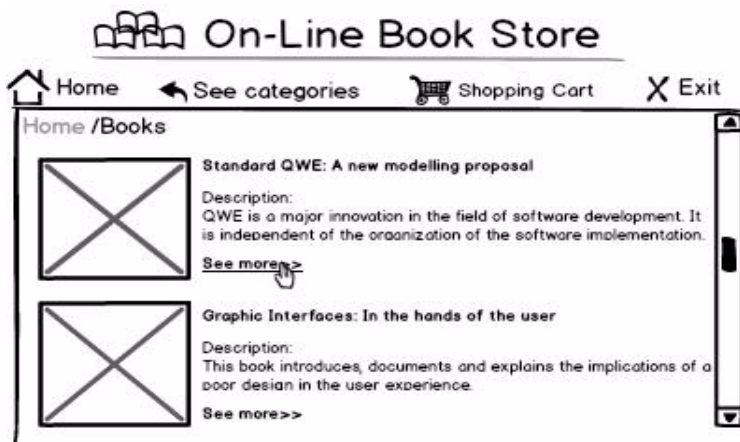 On-Line Book Store
Home See categories Shopping Cart X Exit
Home /Books
Standard QWE: A new modelling proposal
Description:
QWE is a major innovation in the field of software development. It
is independent of the organization of the software implementation.
See more>>
Graphic Interfaces: In the hands of the user
Description:
This book introduces, documents and explains the implications of a
poor design in the user experience.
See more>>